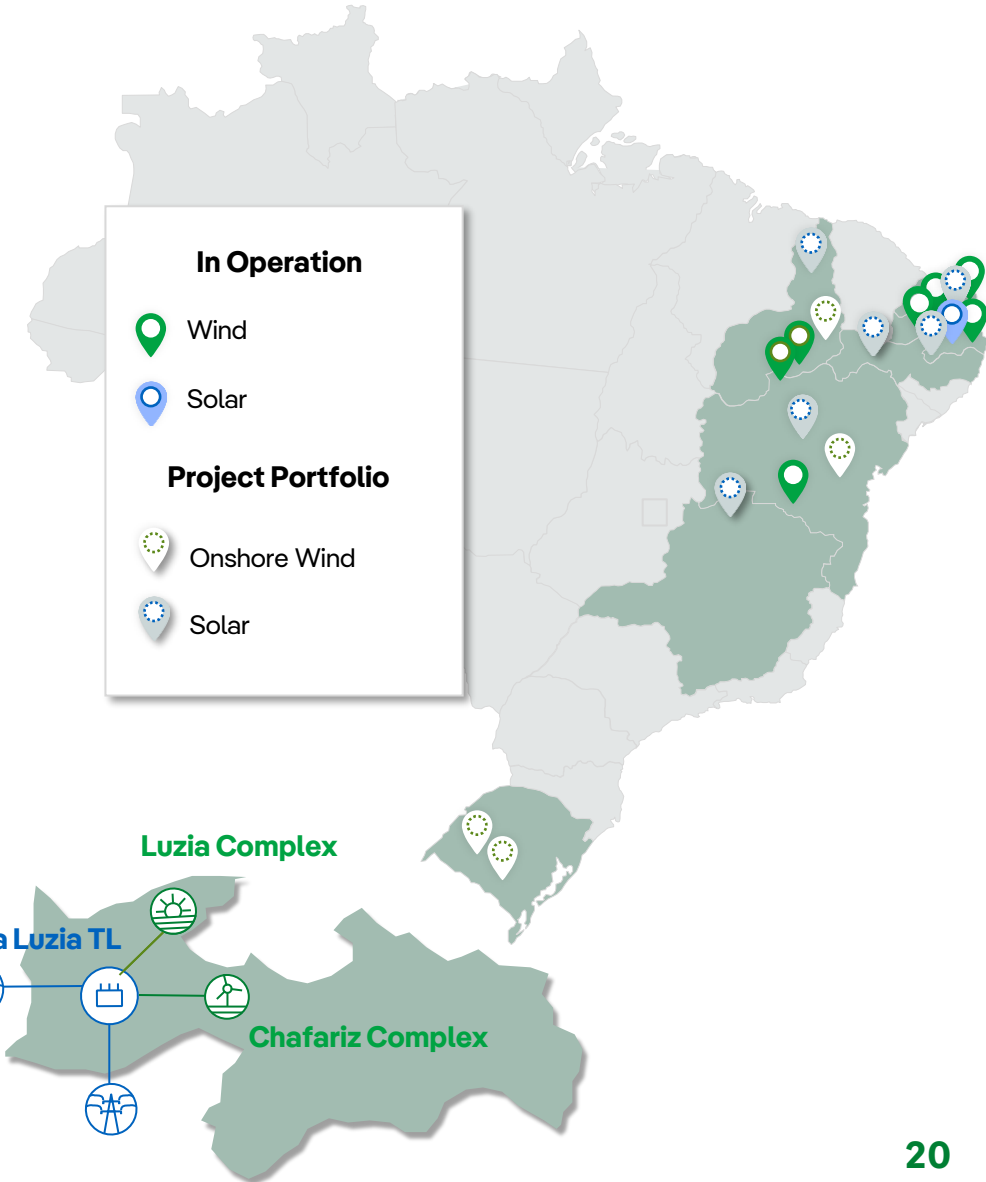 In Operation
Wind
Solar
Project Portfolio
Onshore Wind
Solar
Luzia Complex
a Luzia TL
Chafariz Complex
20